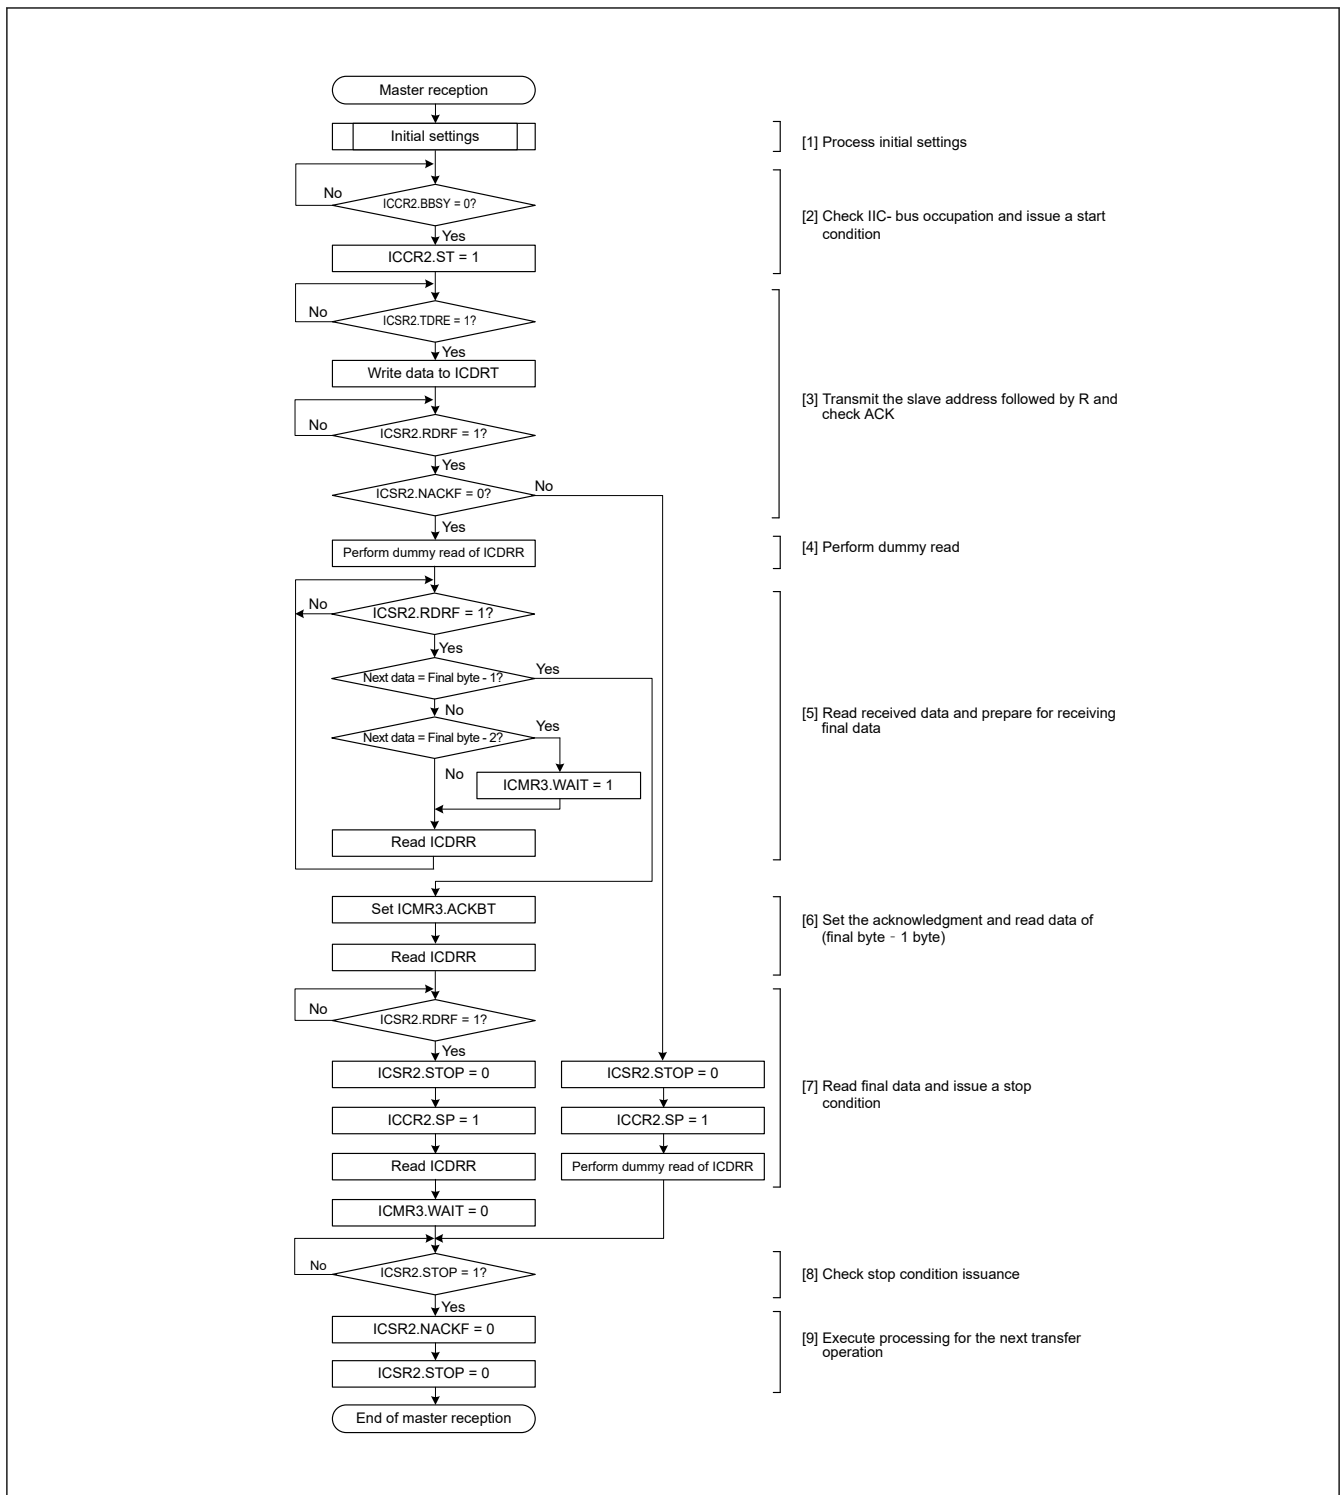 Master reception
Initial settings
[1] Process initial settings
No
ICCR2.BBSY = 0?
[2] Check IIC- bus occupation and issue a start
condition
Yes
ICCR2.ST = 1
No
ICSR2.TDRE = 1?
Yes
Write data to ICDRT
[3] Transmit the slave address followed by R and
check ACK
No
ICSR2.RDRF = 1?
Yes
ICSR2.NACKF = 0?
No
Yes
Perform dummy read of ICDRR
[4] Perform dummy read
No
ICSR2.RDRF = 1?
Yes
Next data = Final byte - 1?
Yes
No
Next data = Final byte - 2?
Yes
[5] Read received data and prepare for receiving
final data
No
ICMR3.WAIT = 1
Read ICDRR
Set ICMR3.ACKBT
[6] Set the acknowledgment and read data of
(final byte - 1 byte)
Read ICDRR
No
ICSR2.RDRF = 1?
Yes
ICSR2.STOP = 0
ICSR2.STOP = 0
[7] Read final data and issue a stop
condition
ICCR2.SP = 1
ICCR2.SP = 1
Read ICDRR
Perform dummy read of ICDRR
ICMR3.WAIT = 0
No
ICSR2.STOP = 1?
[8] Check stop condition issuance
Yes
ICSR2.NACKF = 0
[9] Execute processing for the next transfer
operation
ICSR2.STOP = 0
End of master reception